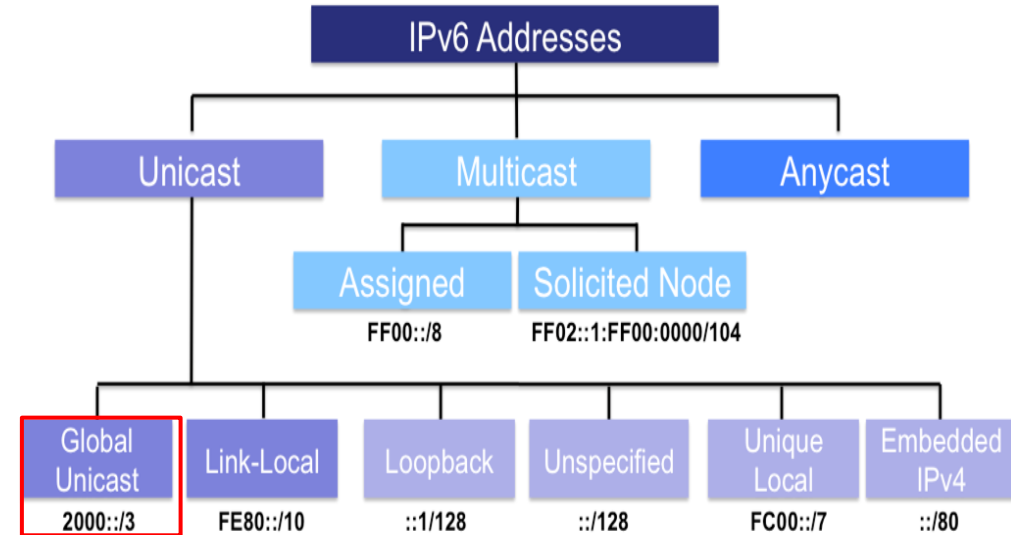 IPv6 Addresses
Unicast
Multicast
Anycast
Assigned
Solicited Node
FF00::/8
FF02::1:FF00:0000/104
Global
Unicast
Link-Local
Loopback
Unspecified
Unique
Local
Embedded
IPv4
2000::/3
FE80::/10
::1/128
::/128
FC00::/7
::/80